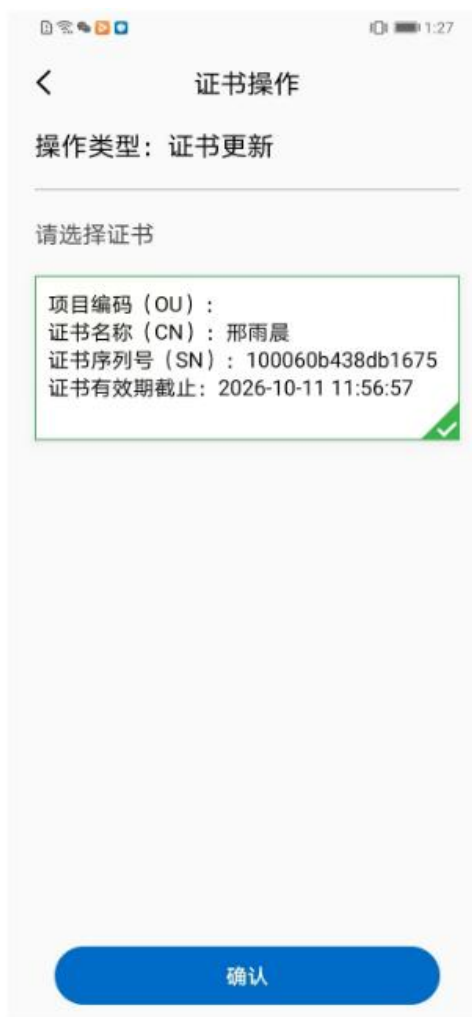 1:27
证书操作
操作类型：证书更新
请选择证书
项目编码（OU）:
证书名称（CN）: 邢雨晨
证书序列号（SN）: 100060b438db1675
证书有效期截止：2026-10-11 11:56:57
确认